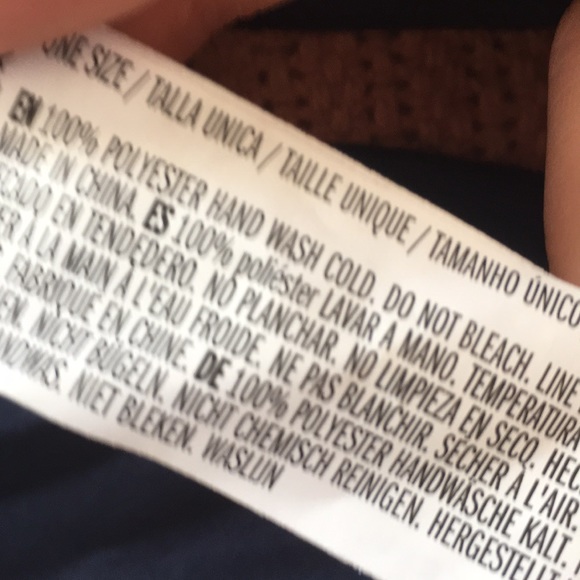 ONE SIZE / TALLA UNICA / TAILLE UNIQUE / TAMANHO ÚNICO
EN 100% POLYESTER HAND WASH COLD. DO NOT BLEACH. LINE
MADE IN CHINA. ES 100% poliéster LAVAR A MANO. TEMPERATURA
CADO EN TENDEDERO. NO PLANCHAR. NO LIMPIEZA EN SECO. HEC
ER À LA MAIN À L'EAU FROIDE. NE PAS BLANCHIR. SÉCHER À L'AIR.
FABRIQUÉ EN CHINE. DE 100% POLYESTER HANDWÄSCHE KALT.
EN. NICHT BÜGELN. NICHT CHEMISCH REINIGEN. HERGESTELLT
NIET BLEKEN. WASLIJN